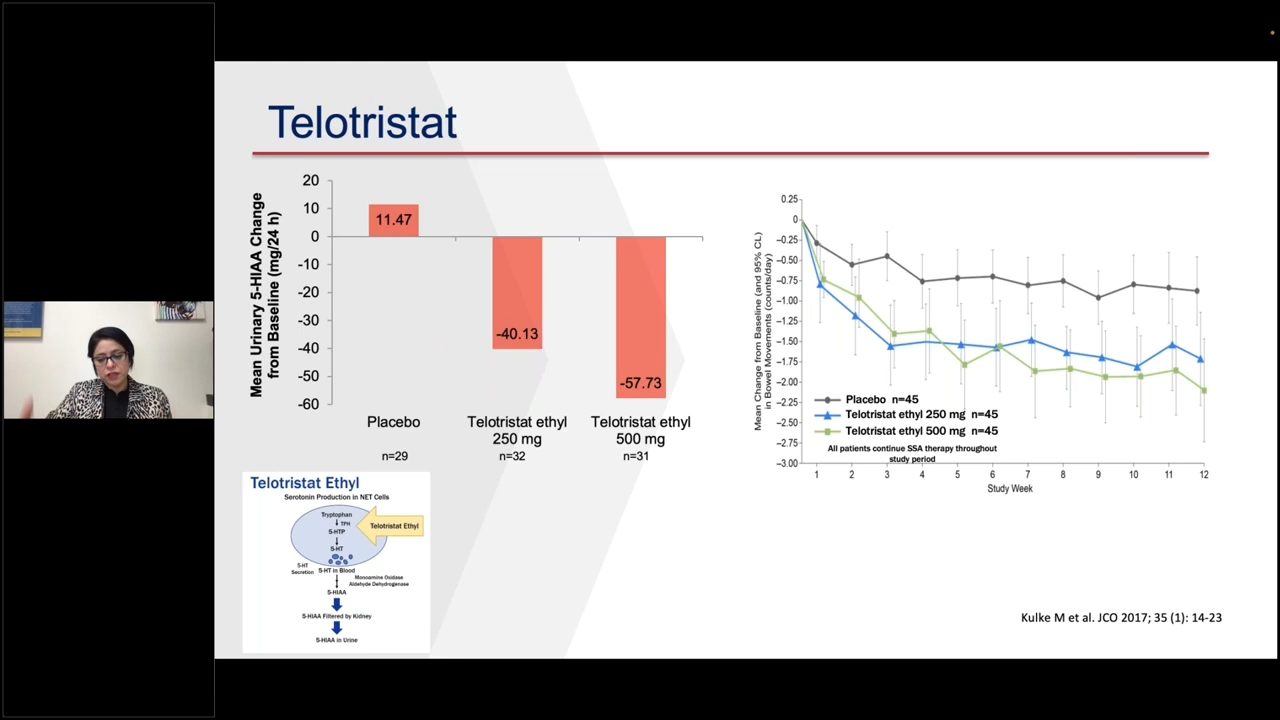 Telotristat
Mean Urinary 5-HIAA Change
from Baseline (mg/24 h)
20
10
0
-10
-20
-30
-40
-50
-60
11.47
-40.13
-57.73
Placebo
Telotristat ethyl
250 mg
Telotristat ethyl
500 mg
n=29
n=32
n=31
Mean Change from Baseline (and 95% CL)
in Bowel Movements (counts/day)
0.25
0
−0.25
−0.50
−0.75
−1.00
−1.25
−1.50
−1.75
−2.00
−2.25
−2.50
−2.75
−3.00
Placebo n=45
Telotristat ethyl 250 mg n=45
Telotristat ethyl 500 mg n=45
All patients continue SSA therapy throughout
study period
1 2 3 4 5 6 7 8 9 10 11 12
Study Week
Telotristat Ethyl
Serotonin Production in NET Cells
Tryptophan
TPH
5-HTP
Telotristat Ethyl
5-HT
5-HT
Secretion
5-HT in Blood
Monoamine Oxidase
Aldehyde Dehydrogenase
5-HIAA
5-HIAA Filtered by Kidney
5-HIAA in Urine
Kulke M et al. JCO 2017; 35 (1): 14-23